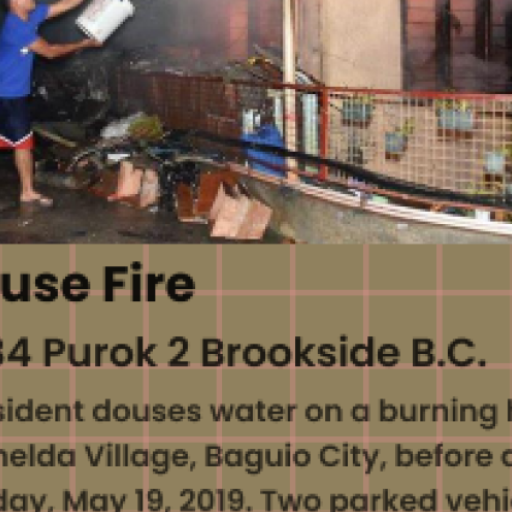 use Fire
34 Purok 2 Brookside B.C.
sident douses water on a burning
elda Village, Baguio City, before
day, May 19, 2019. Two parked vehi